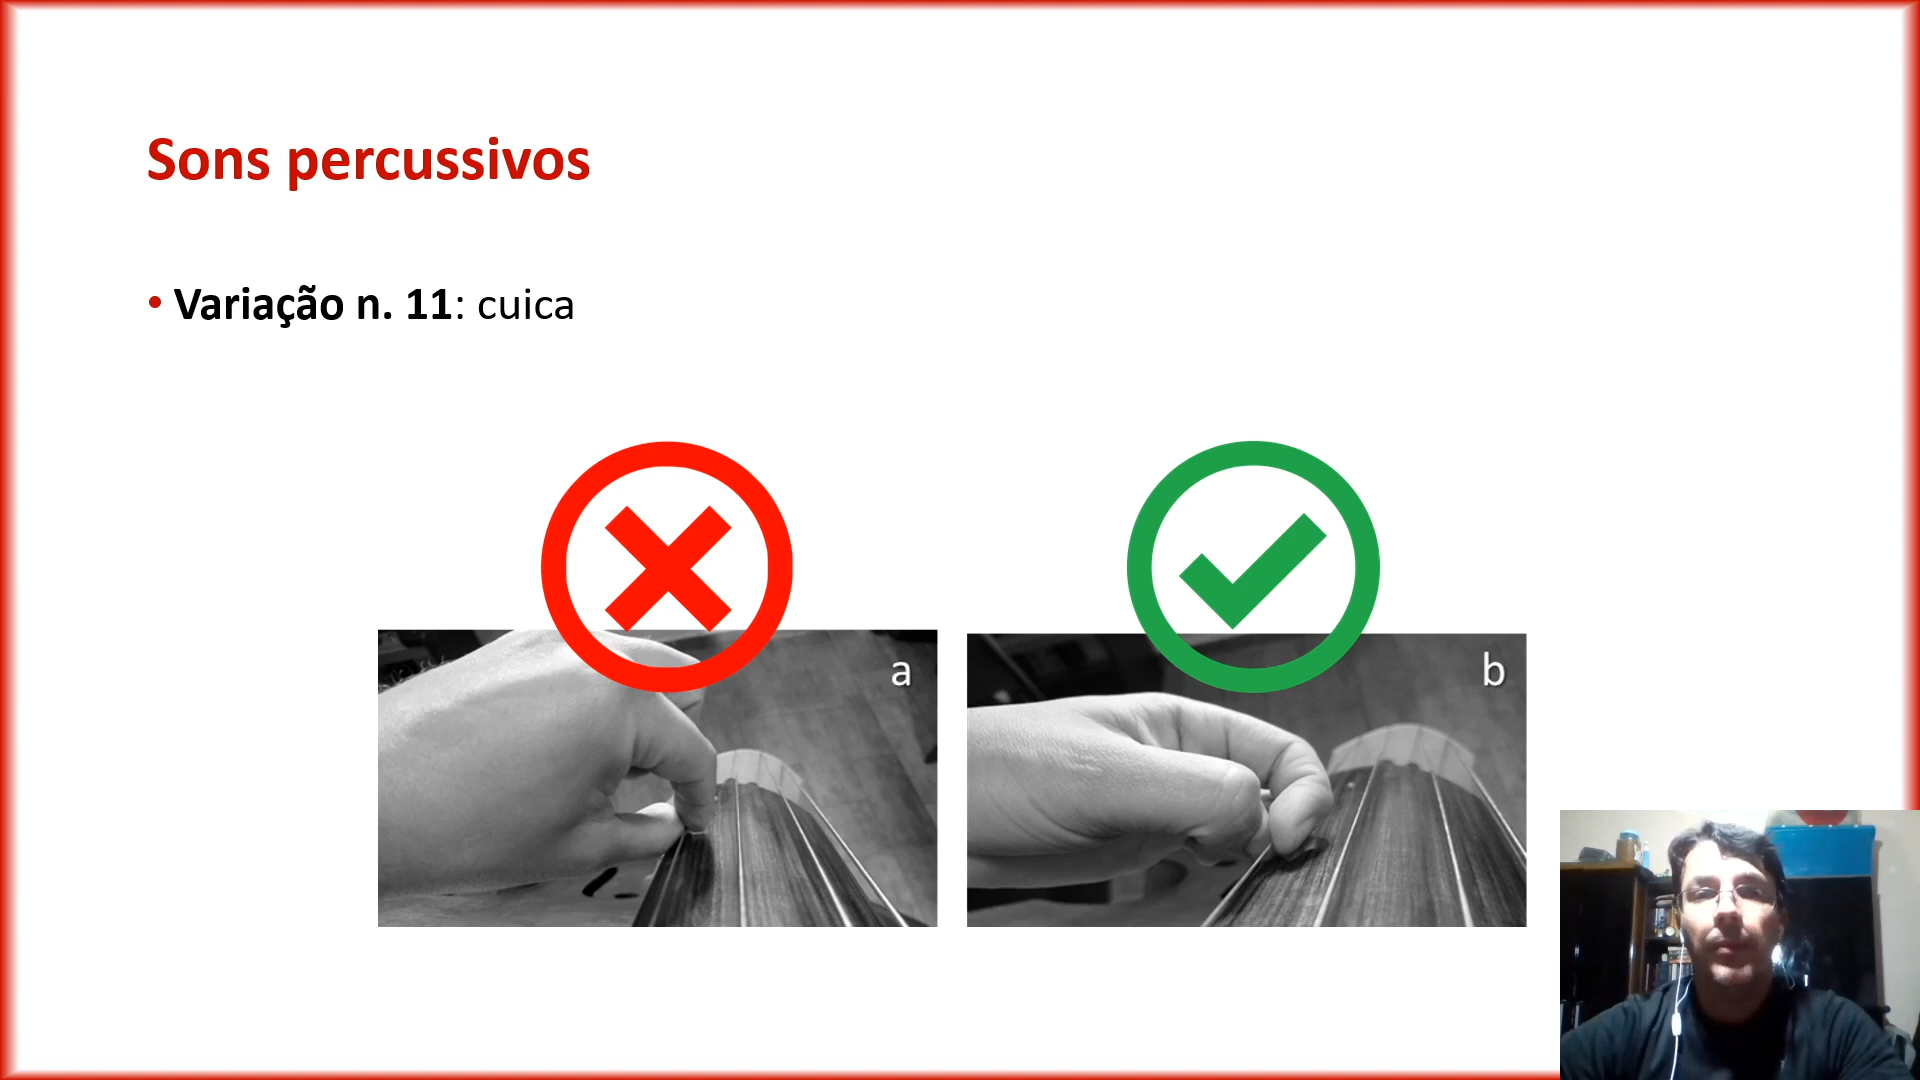 Sons percussivos
• Variação n. 11: cuica
a
b